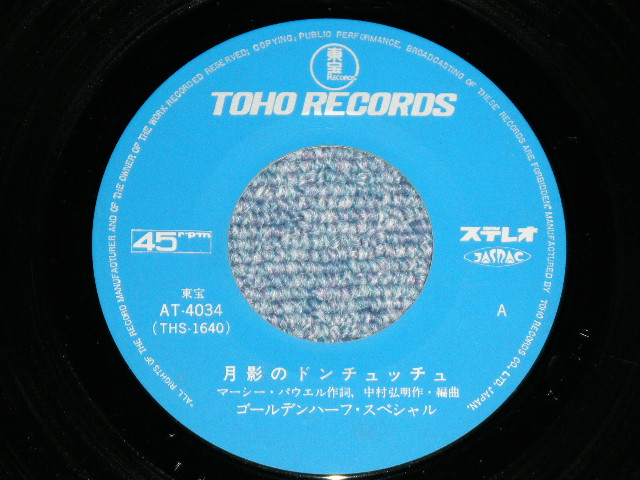 *ALL RIGHTS OF THE RECORD MANUFACTURER AND OF THE OWNER OF THE WORK RECORDED RESERVED; COPYING, PUBLIC PERFORMANCE, BROADCASTING OF THESE RECORDS ARE FORBIDDEN. MANUFACTURED BY TOHO RECORDS CO., LTD. JAPAN.
東宝
RECORDS
TOHO RECORDS
45rpm
ステレオ
JASRAC
東宝
AT-4034
(THS-1640)
A
月影のドンチュッチュ
マーシー・パウエル作詞, 中村弘明作・編曲
ゴールデンハーフ・スペシャル